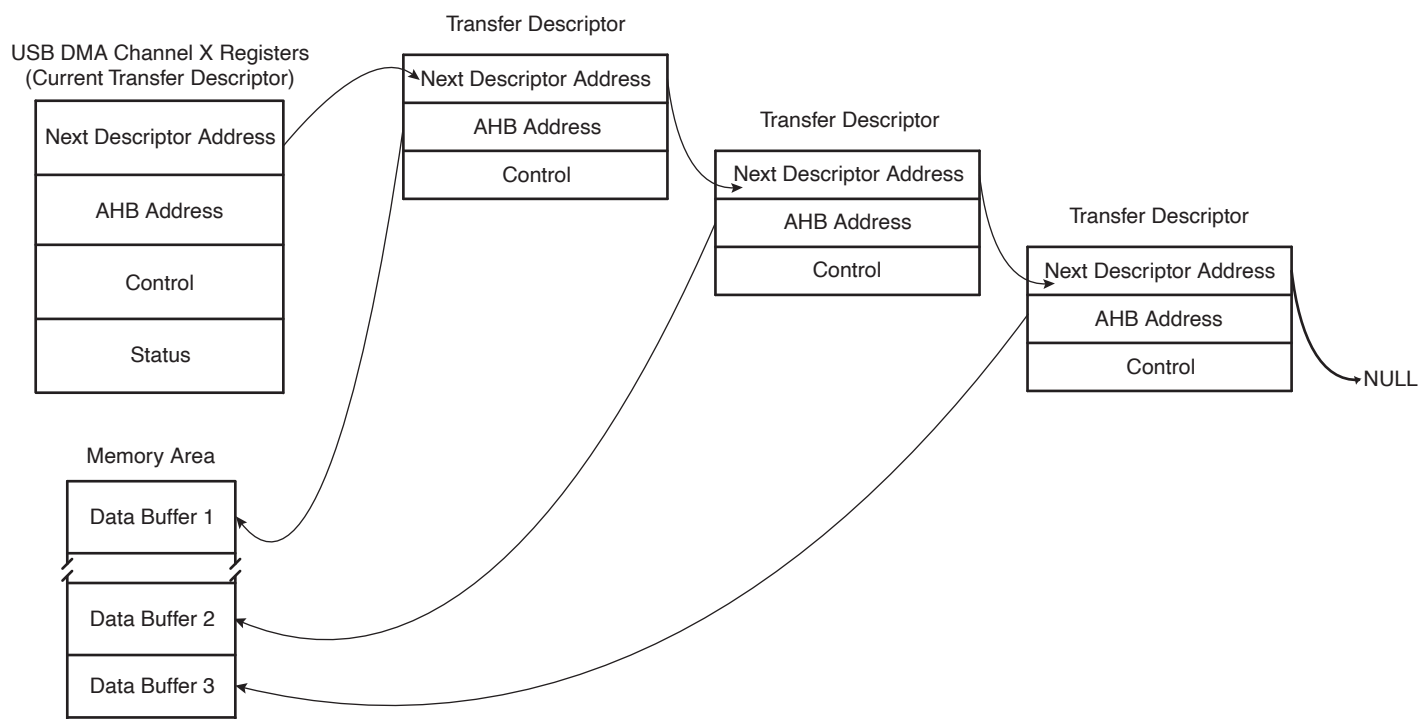 Transfer Descriptor
USB DMA Channel X Registers
(Current Transfer Descriptor)
Next Descriptor Address
AHB Address
Control
Status
Next Descriptor Address
AHB Address
Control
Transfer Descriptor
Next Descriptor Address
AHB Address
Control
Transfer Descriptor
Next Descriptor Address
AHB Address
Control
NULL
Memory Area
Data Buffer 1
Data Buffer 2
Data Buffer 3